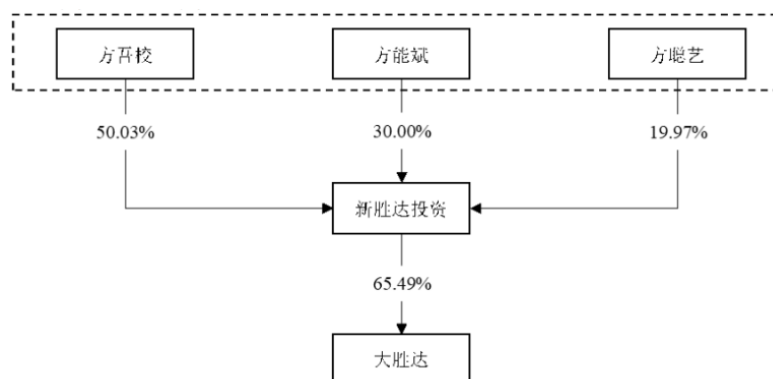 方吾校
方能斌
方聪艺
50.03%
30.00%
19.97%
新胜达投资
65.49%
大胜达